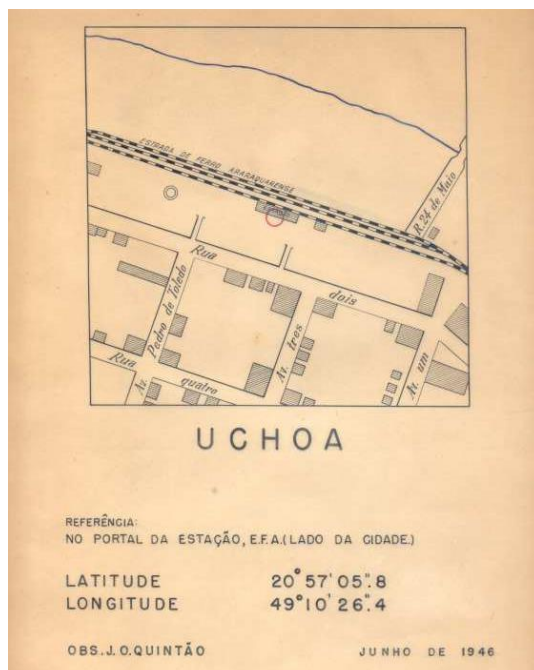 ESTRADA DE FERRO ARARAQUARENSE
R. 24 de Maio
Rua dois
Av. Pedro de Toledo
Av. tres
Av. um
Rua quatro
UCHOA
REFERÊNCIA:
NO PORTAL DA ESTAÇÃO, E.F.A.(LADO DA CIDADE.)
LATITUDE 20° 57' 05".8
LONGITUDE 49° 10' 26".4
OBS. J. O. QUINTÃO JUNHO DE 1946